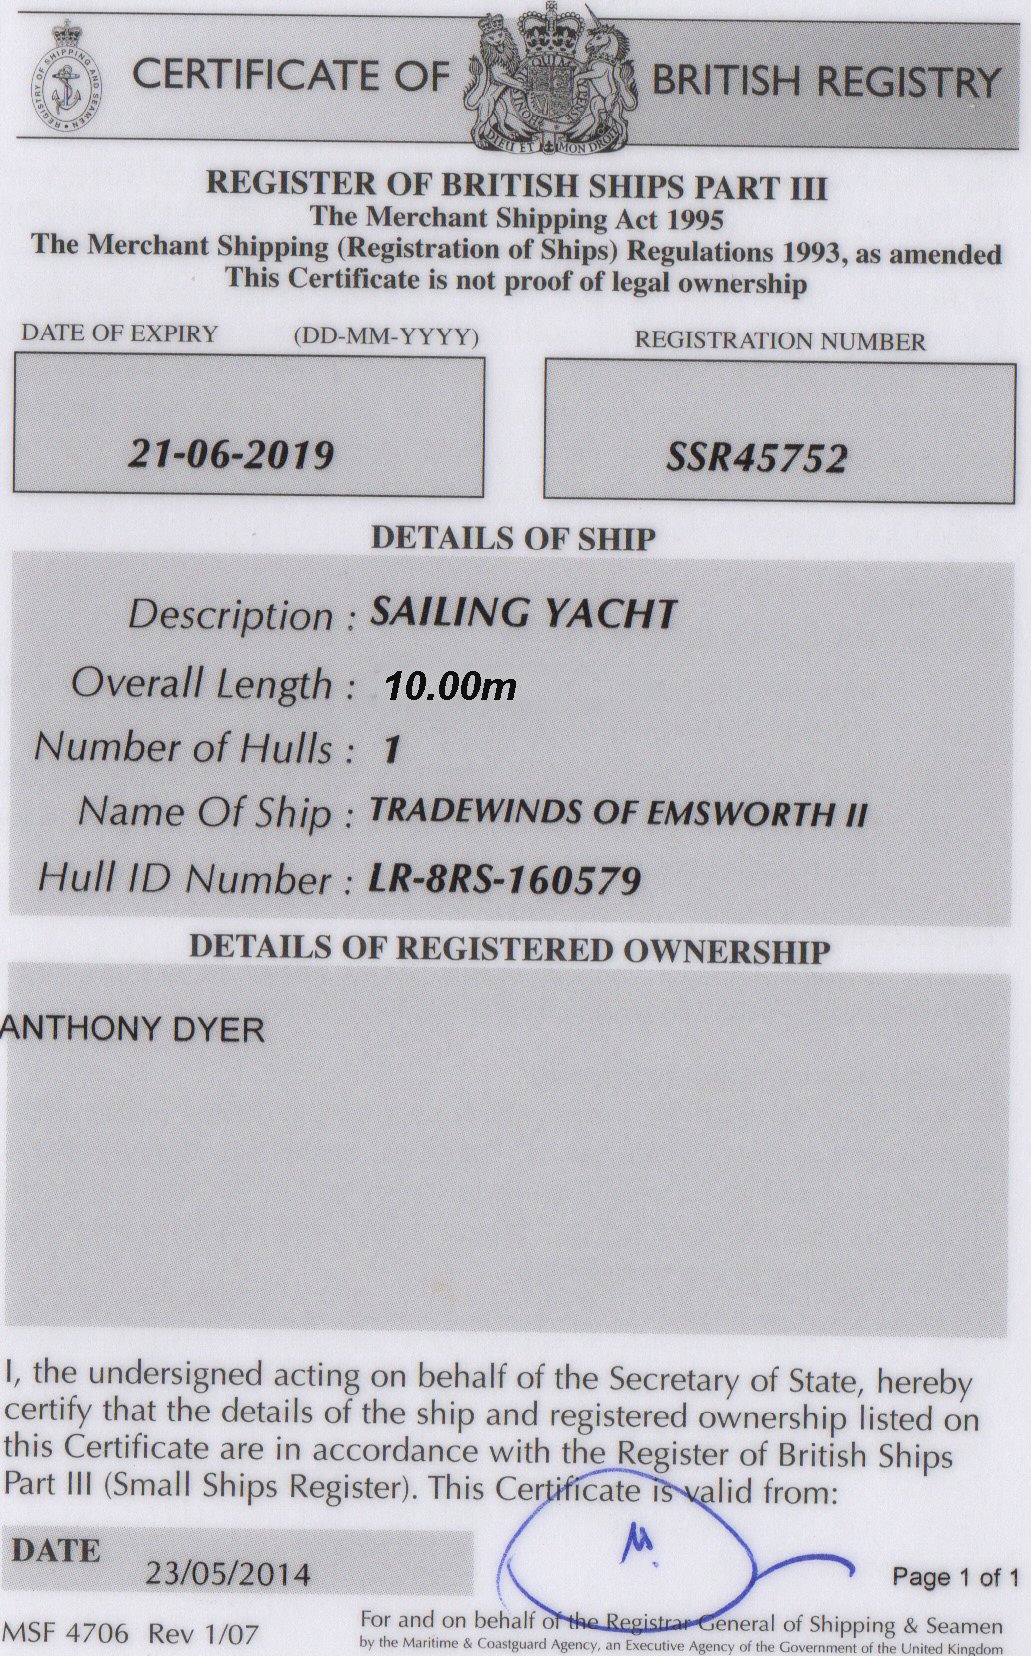 CERTIFICATE OF BRITISH REGISTRY
REGISTRY OF SHIPPING AND SEAMEN
DIEU ET MON DROIT
REGISTER OF BRITISH SHIPS PART III
The Merchant Shipping Act 1995
The Merchant Shipping (Registration of Ships) Regulations 1993, as amended
This Certificate is not proof of legal ownership
DATE OF EXPIRY (DD-MM-YYYY) REGISTRATION NUMBER
21-06-2019 SSR45752
DETAILS OF SHIP
Description : SAILING YACHT
Overall Length : 10.00m
Number of Hulls : 1
Name Of Ship : TRADEWINDS OF EMSWORTH II
Hull ID Number : LR-8RS-160579
DETAILS OF REGISTERED OWNERSHIP
ANTHONY DYER
I, the undersigned acting on behalf of the Secretary of State, hereby
certify that the details of the ship and registered ownership listed on
this Certificate are in accordance with the Register of British Ships
Part III (Small Ships Register). This Certificate is valid from:
DATE 23/05/2014
Page 1 of 1
MSF 4706 Rev 1/07
For and on behalf of the Registrar General of Shipping & Seamen
by the Maritime & Coastguard Agency, an Executive Agency of the Government of the United Kingdom